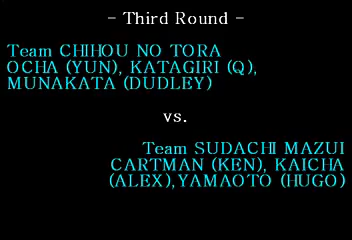 - Third Round -
Team CHIHOU NO TORA
OCHA (YUN), KATAGIRI (Q),
MUNAKATA (DUDLEY)
vs.
Team SUDACHI MAZUI
CARTMAN (KEN), KAICHA
(ALEX),YAMAOTO (HUGO)